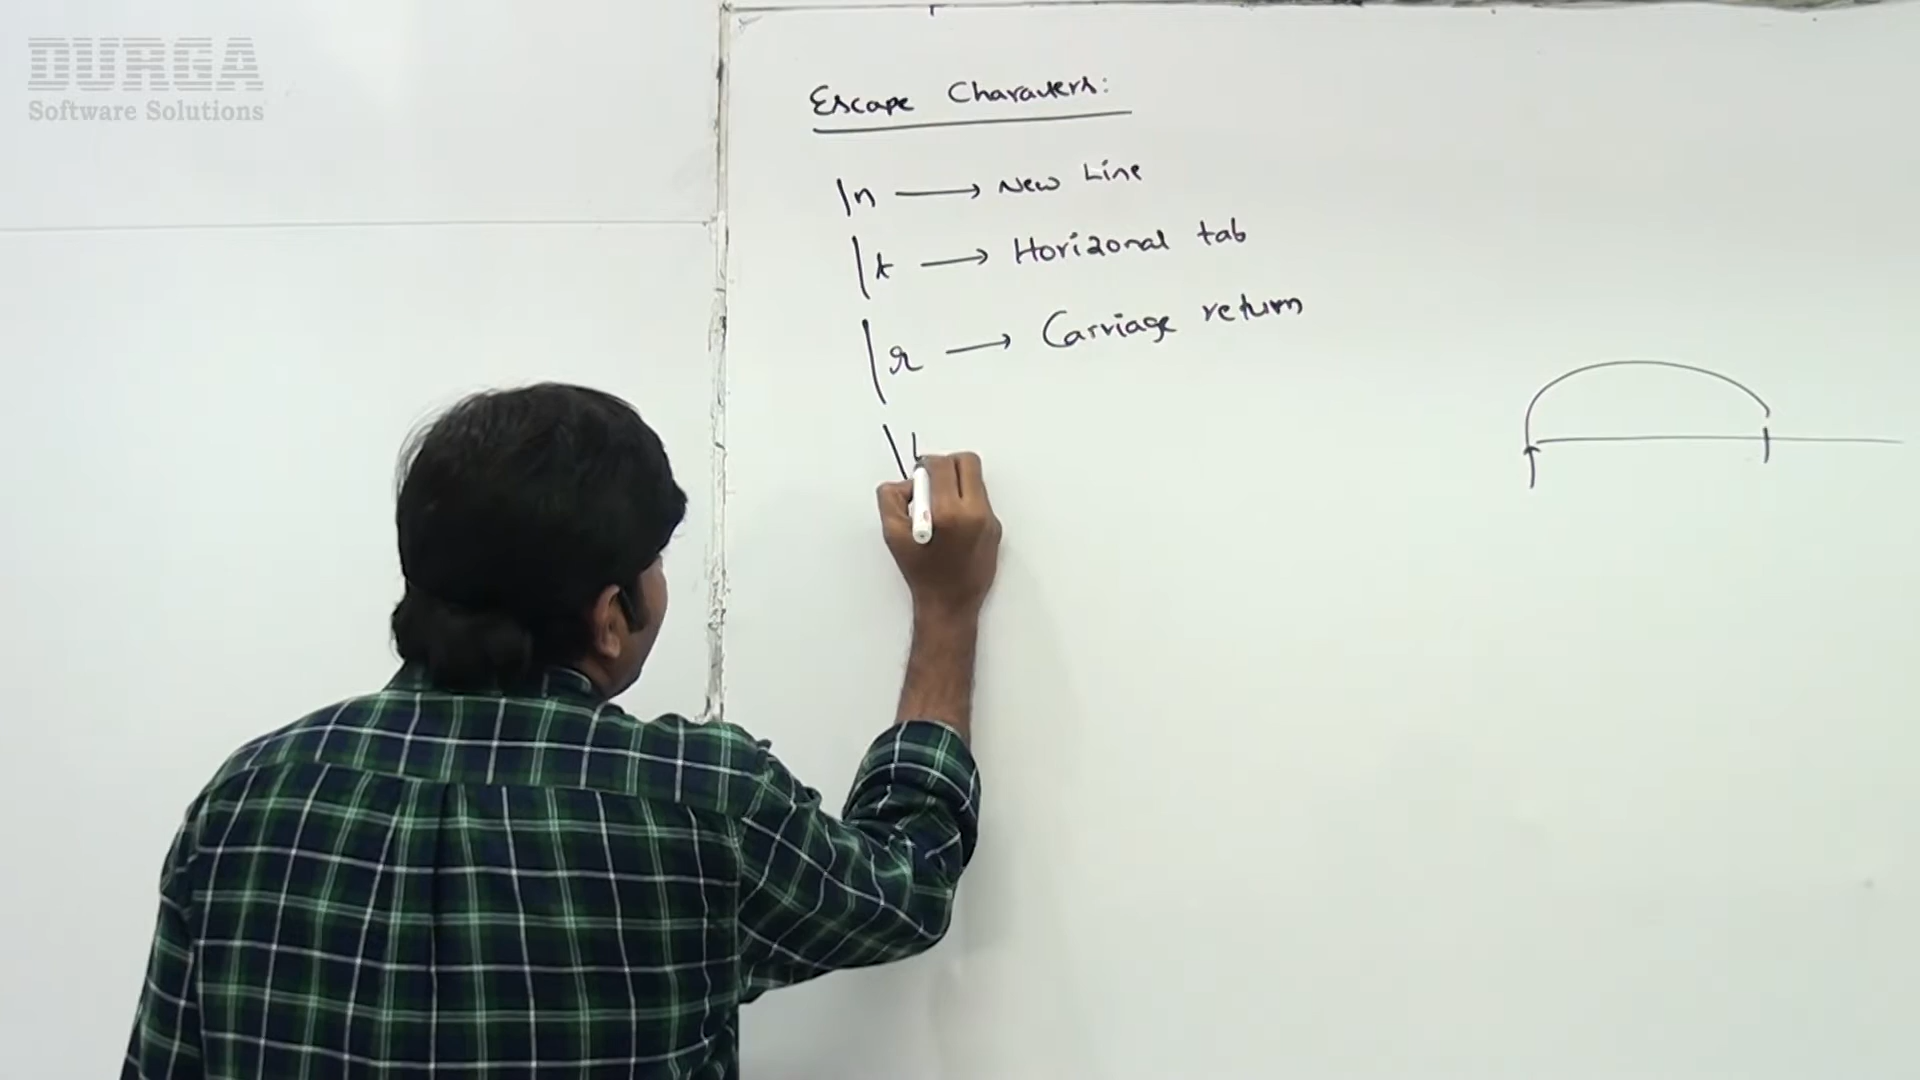 DURGA
Software Solutions
Escape Characters:
\n → New Line
\t → Horizonal tab
\r → Carriage return
\b